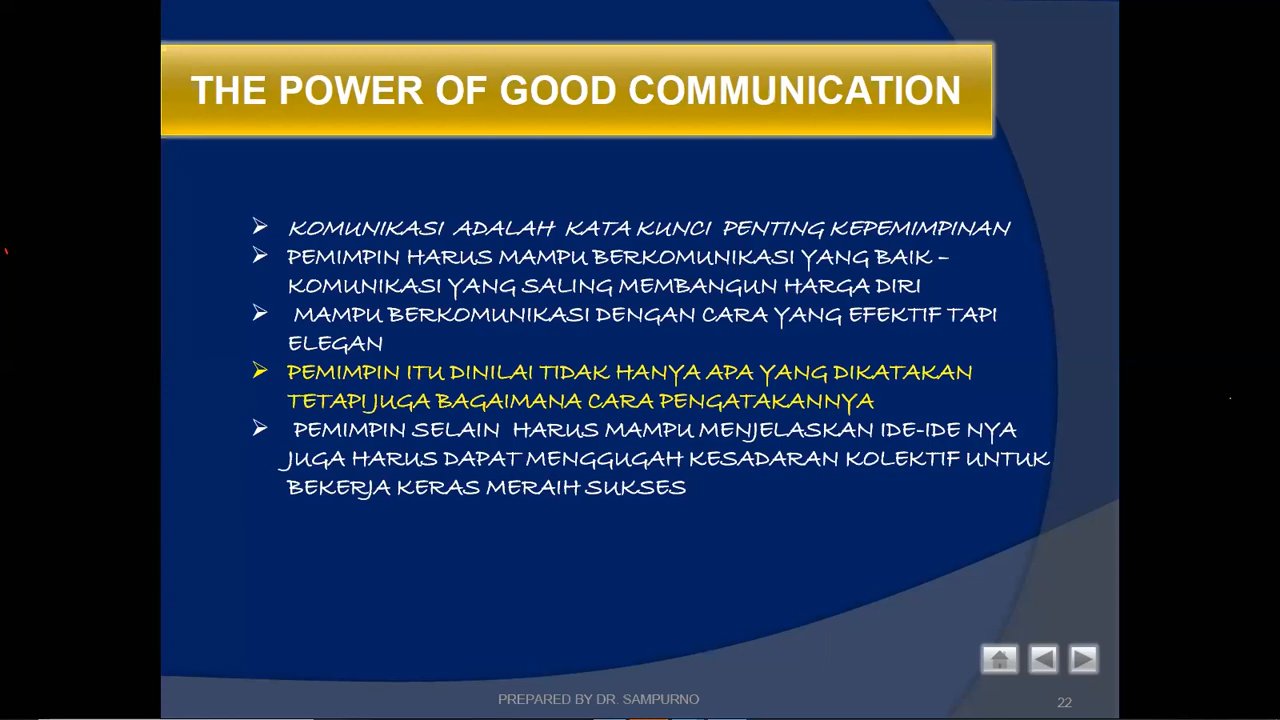 THE POWER OF GOOD COMMUNICATION
KOMUNIKASI ADALAH KATA KUNCI PENTING KEPEMIMPINAN
PEMIMPIN HARUS MAMPU BERKOMUNIKASI YANG BAIK –
KOMUNIKASI YANG SALING MEMBANGUN HARGA DIRI
MAMPU BERKOMUNIKASI DENGAN CARA YANG EFEKTIF TAPI
ELEGAN
PEMIMPIN ITU DINILAI TIDAK HANYA APA YANG DIKATAKAN
TETAPI JUGA BAGAIMANA CARA PENGATAKANNYA
PEMIMPIN SELAIN HARUS MAMPU MENJELASKAN IDE-IDE NYA
JUGA HARUS DAPAT MENGGUGAH KESADARAN KOLEKTIF UNTUK
BEKERJA KERAS MERAIH SUKSES
PREPARED BY DR. SAMPURNO
22